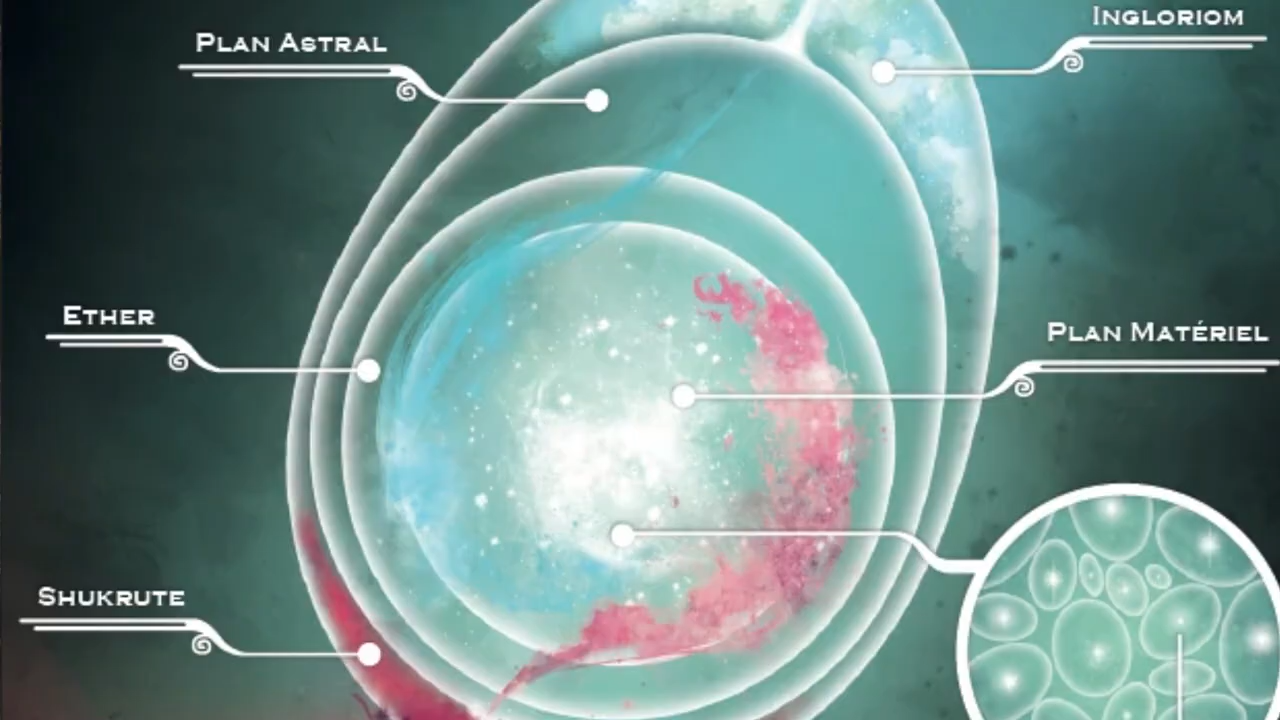 Ingloriom
Plan Astral
Ether
Plan Matériel
Shukrute